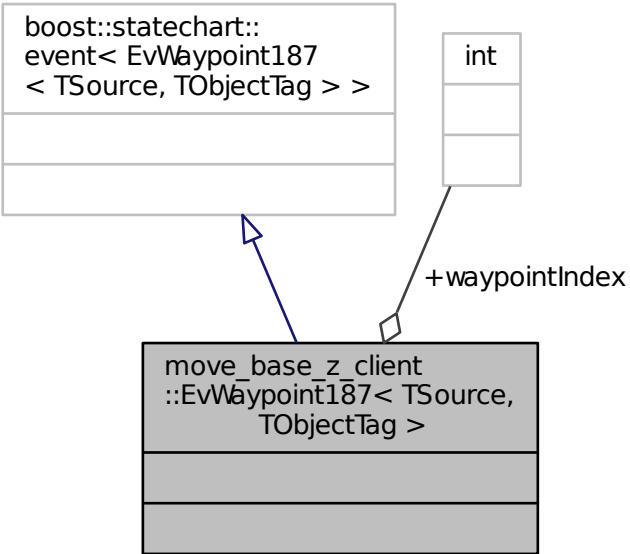 boost::statechart::
event< EvWaypoint187
< TSource, TObjectTag > >
int
+waypointIndex
move_base_z_client
::EvWaypoint187< TSource,
TObjectTag >